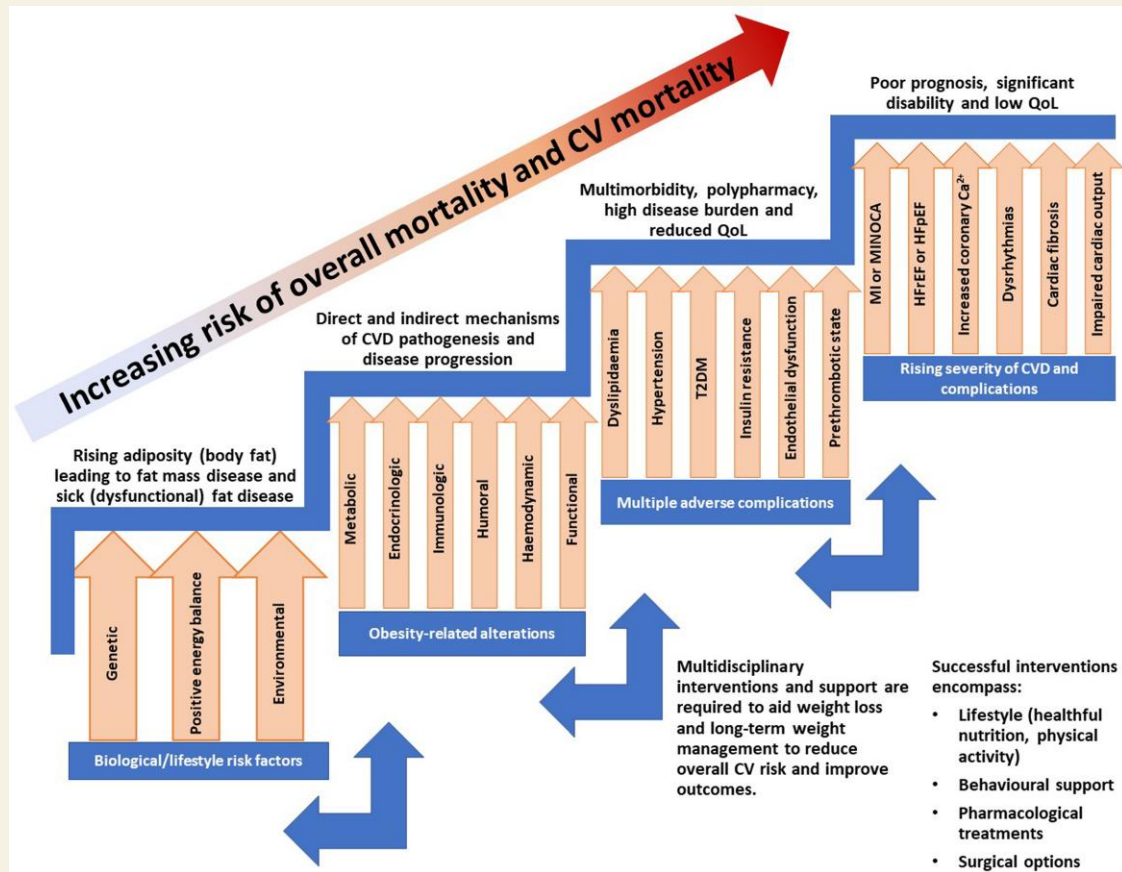 Increasing risk of overall mortality and CV mortality
Rising adiposity (body fat)
leading to fat mass disease and
sick (dysfunctional) fat disease
Genetic
Positive energy balance
Environmental
Biological/lifestyle risk factors
Direct and indirect mechanisms
of CVD pathogenesis and
disease progression
Metabolic
Endocrinologic
Immunologic
Humoral
Haemodynamic
Functional
Obesity-related alterations
Multimorbidity, polypharmacy,
high disease burden and
reduced QoL
Dyslipidaemia
Hypertension
T2DM
Insulin resistance
Endothelial dysfunction
Prethrombotic state
Multiple adverse complications
Poor prognosis, significant
disability and low QoL
MI or MINOCA
HFrEF or HFpEF
Increased coronary Ca²⁺
Dysrhythmias
Cardiac fibrosis
Impaired cardiac output
Rising severity of CVD and
complications
Multidisciplinary
interventions and support are
required to aid weight loss
and long-term weight
management to reduce
overall CV risk and improve
outcomes.
Successful interventions
encompass:
• Lifestyle (healthful
nutrition, physical
activity)
• Behavioural support
• Pharmacological
treatments
• Surgical options